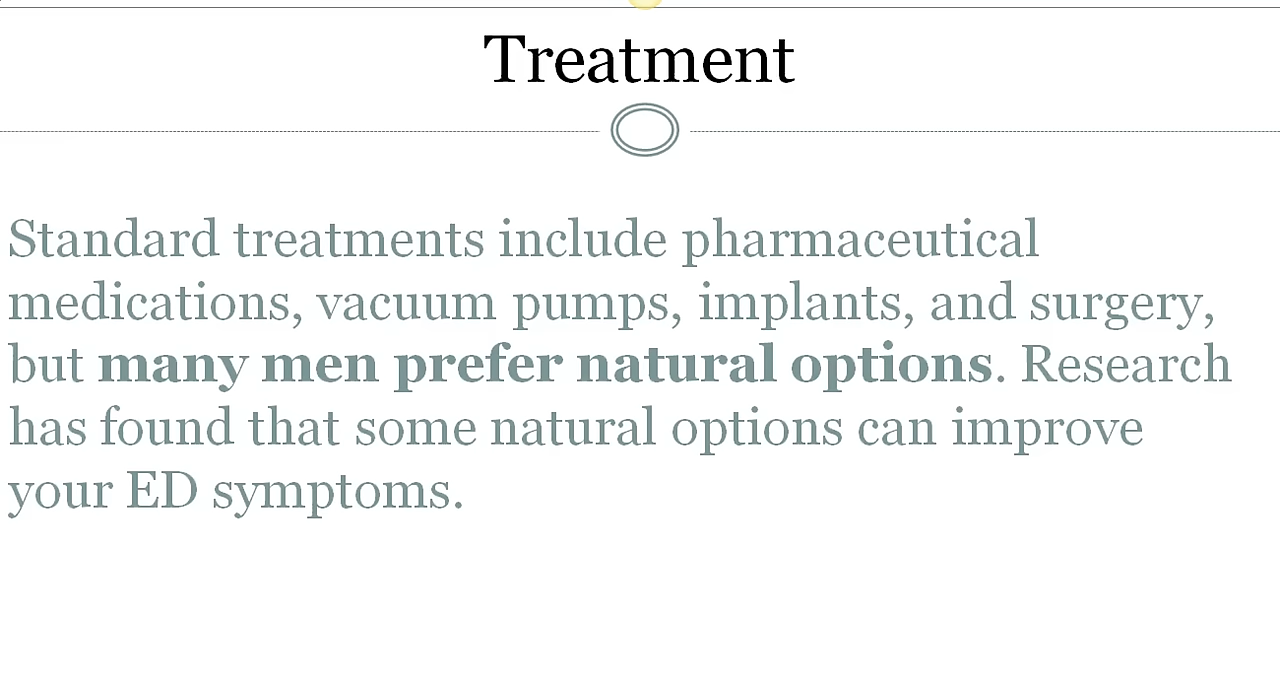 Treatment
Standard treatments include pharmaceutical
medications, vacuum pumps, implants, and surgery,
but many men prefer natural options. Research
has found that some natural options can improve
your ED symptoms.